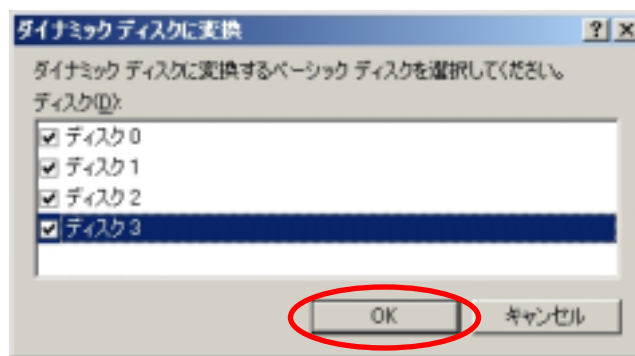 ダイナミック ディスクに変換
ダイナミック ディスクに変換するベーシック ディスクを選択してください。
ディスク(D):
ディスク 0
ディスク 1
ディスク 2
ディスク 3
OK キャンセル